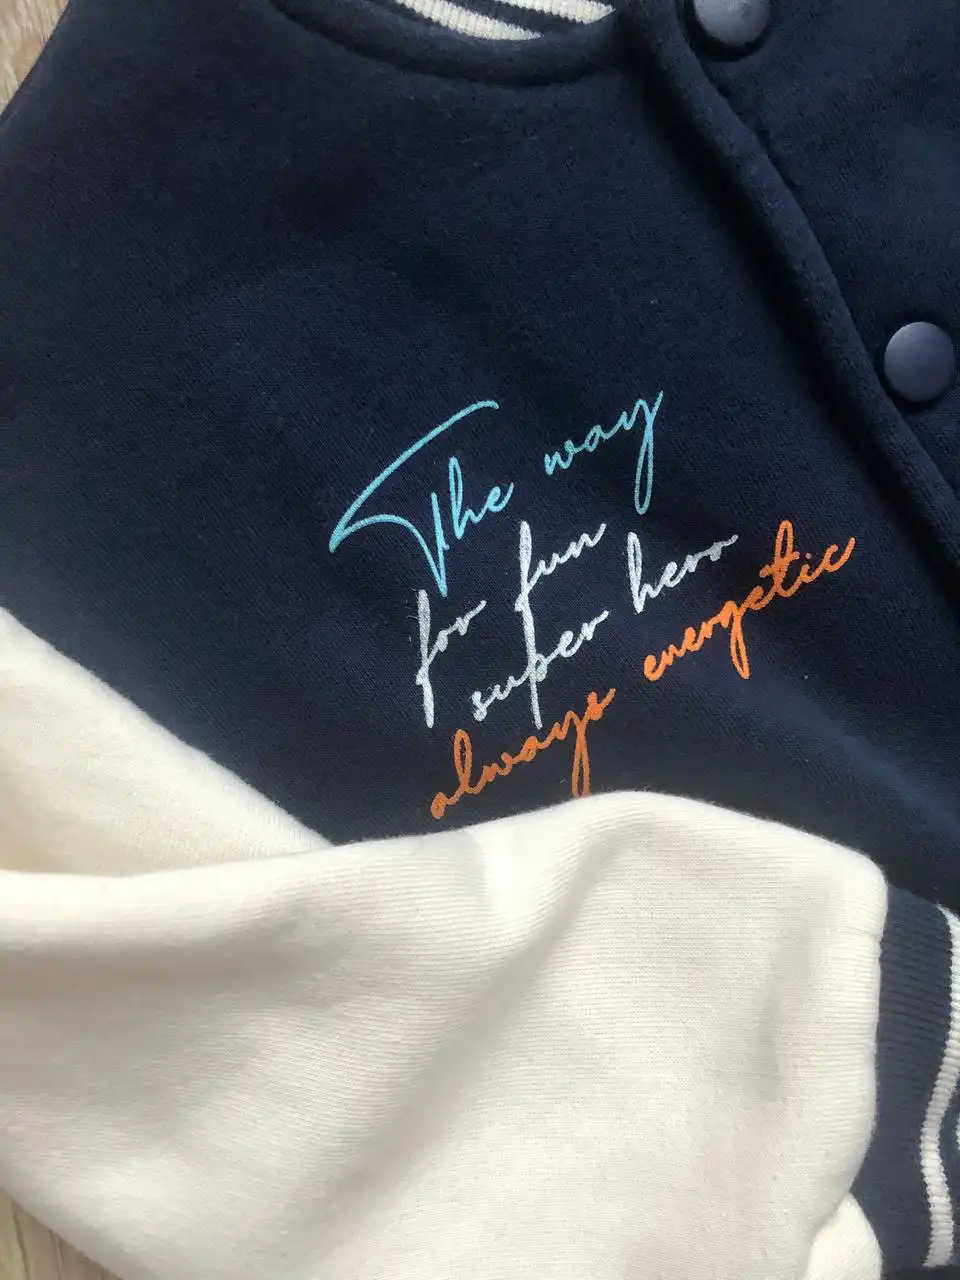 The way
for fun
super hero
always energetic